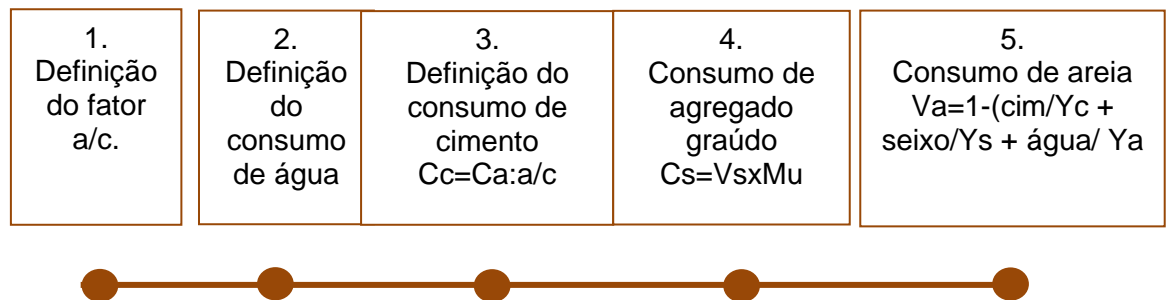 1.
Definição
do fator
a/c.
2.
Definição
do
consumo
de água
3.
Definição do
consumo de
cimento
Cc=Ca:a/c
4.
Consumo de
agregado
graúdo
Cs=VsxMu
5.
Consumo de areia
Va=1-(cim/Yc +
seixo/Ys + água/ Ya